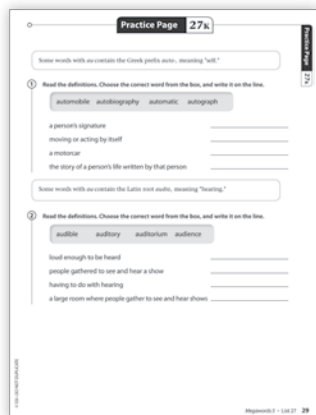 Practice Page 27K
Practice Page 27K
Some words with au contain the Greek prefix auto-, meaning "self."
1 Read the definitions. Choose the correct word from the box, and write it on the line.
automobile autobiography automatic autograph
a person's signature
moving or acting by itself
a motorcar
the story of a person's life written by that person
Some words with au contain the Latin root audio, meaning "hearing."
2 Read the definitions. Choose the correct word from the box, and write it on the line.
audible auditory auditorium audience
loud enough to be heard
people gathered to see and hear a show
having to do with hearing
a large room where people gather to see and hear shows
Megawords 3 • List 27 29